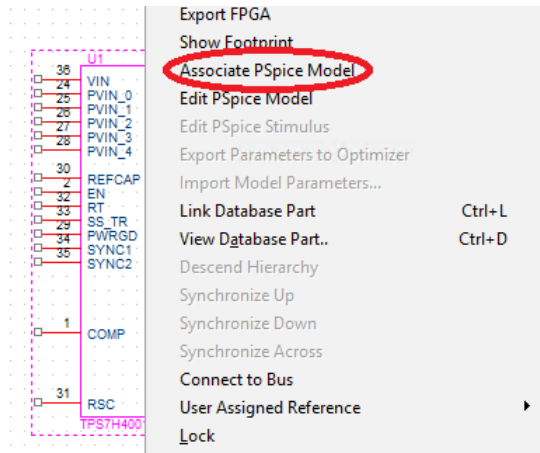 U1
36 VIN
24 PVIN_0
25 PVIN_1
26 PVIN_2
27 PVIN_3
28 PVIN_4
30 REFCAP
2 EN
32 RT
33 SS_TR
29 PWRGD
34 SYNC1
35 SYNC2
1 COMP
31 RSC
TPS7H4001
Export FPGA
Show Footprint
Associate PSpice Model
Edit PSpice Model
Edit PSpice Stimulus
Export Parameters to Optimizer
Import Model Parameters...
Link Database Part Ctrl+L
View Database Part.. Ctrl+D
Descend Hierarchy
Synchronize Up
Synchronize Down
Synchronize Across
Connect to Bus
User Assigned Reference
Lock